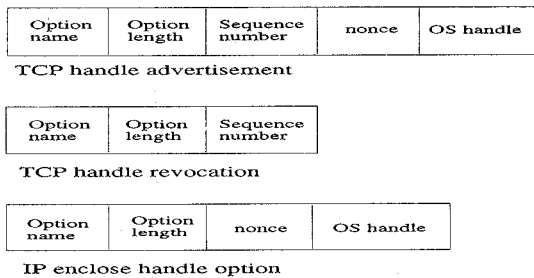 Option name Option length Sequence number nonce OS handle
TCP handle advertisement
Option name Option length Sequence number
TCP handle revocation
Option name Option length nonce OS handle
IP enclose handle option